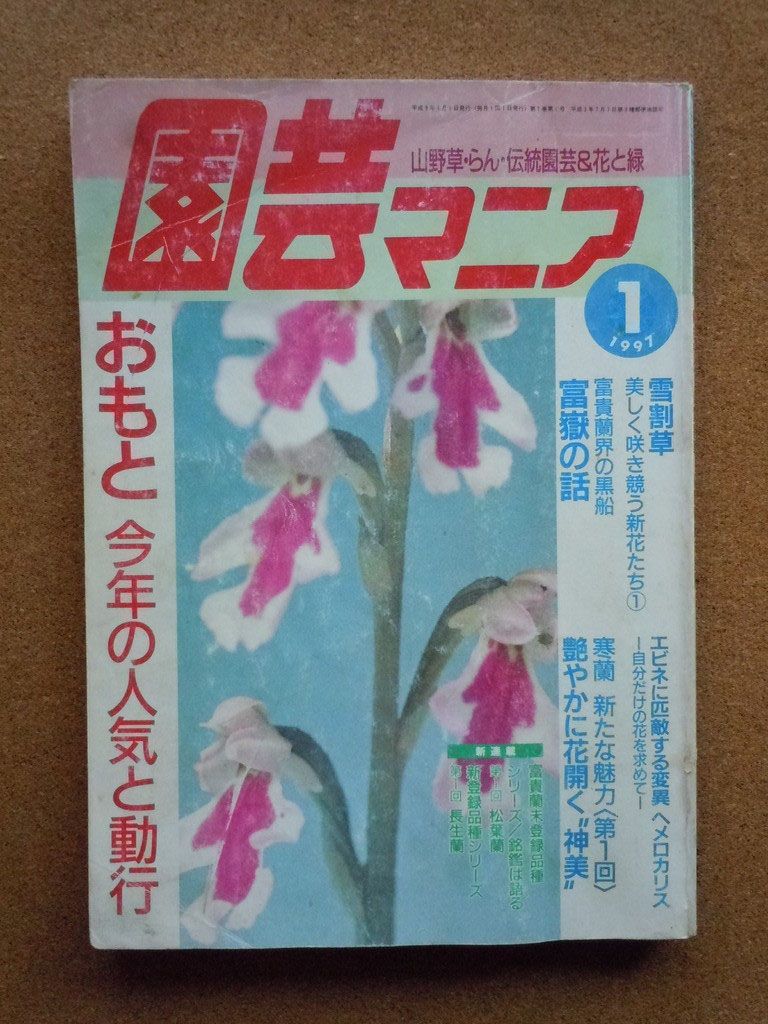 山野草・らん・伝統園芸&花と緑
園芸マニア
1
1997
おもと 今年の人気と動行
雪割草
美しく咲き競う新花たち①
富貴蘭界の黒船
富嶽の話
エビネに匹敵する変異 ヘメロカリス
―自分だけの花を求めて―
寒蘭 新たな魅力〈第1回〉
艶やかに花開く"神美"
新連載
富貴蘭未登録品種
シリーズ/銘鑑は語る
第1回 松葉蘭
新登録品種シリーズ
第1回 長生蘭